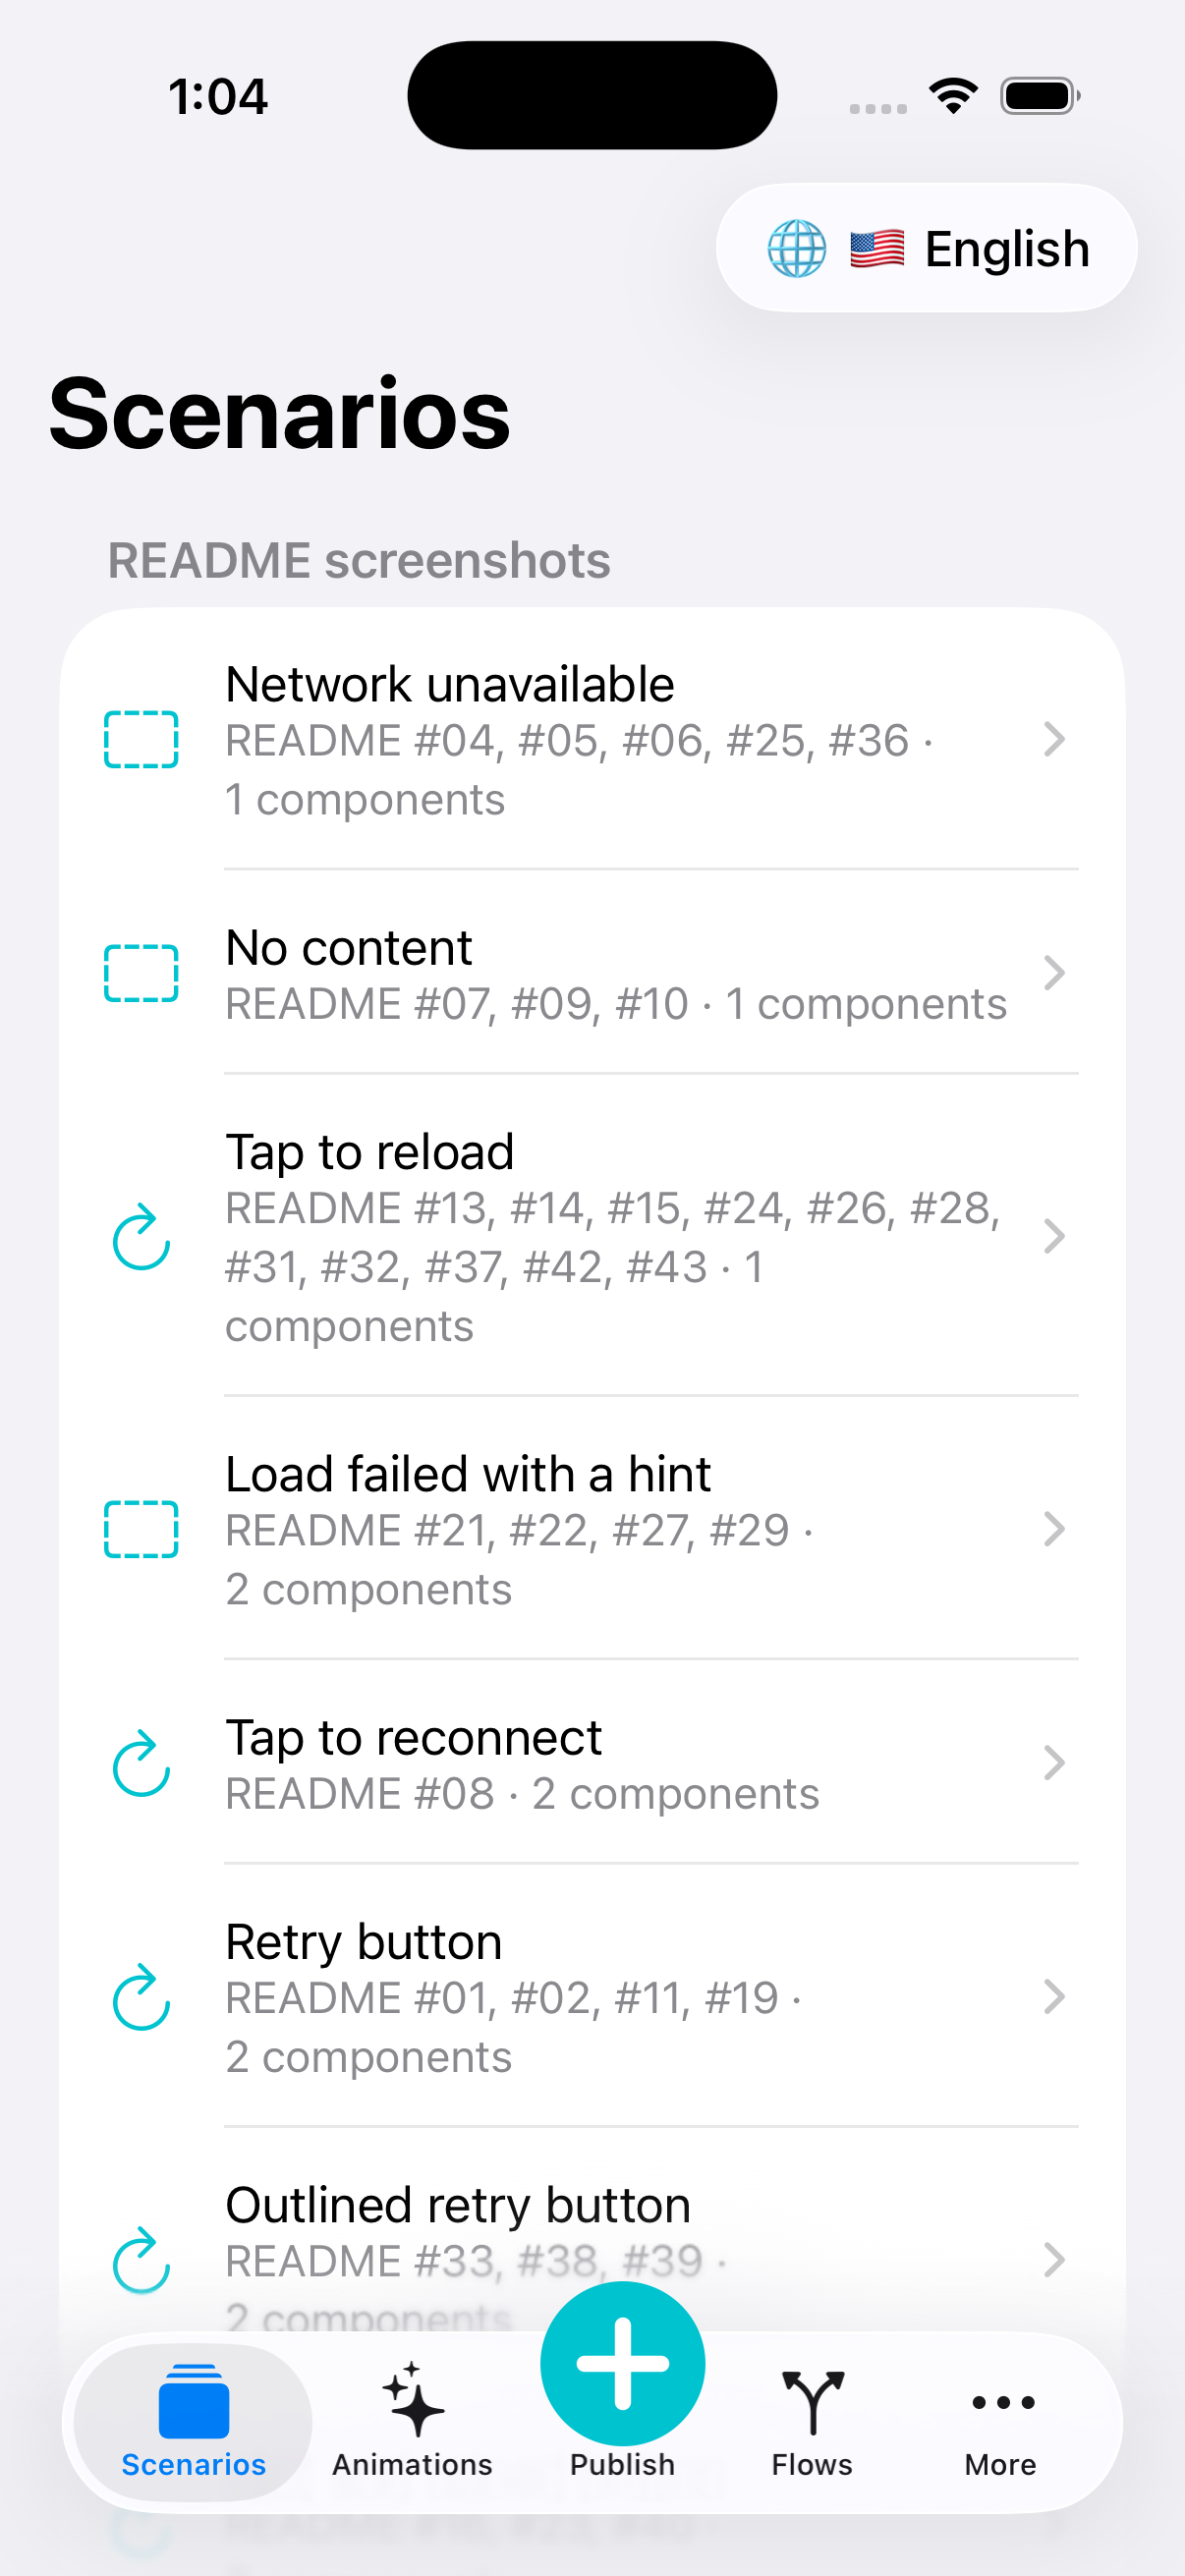 1:04
English
Scenarios
README screenshots
Network unavailable
README #04, #05, #06, #25, #36 ·
1 components
No content
README #07, #09, #10 · 1 components
Tap to reload
README #13, #14, #15, #24, #26, #28,
#31, #32, #37, #42, #43 · 1
components
Load failed with a hint
README #21, #22, #27, #29 ·
2 components
Tap to reconnect
README #08 · 2 components
Retry button
README #01, #02, #11, #19 ·
2 components
Outlined retry button
README #33, #38, #39 ·
2 components
Scenarios
Animations
Publish
Flows
More